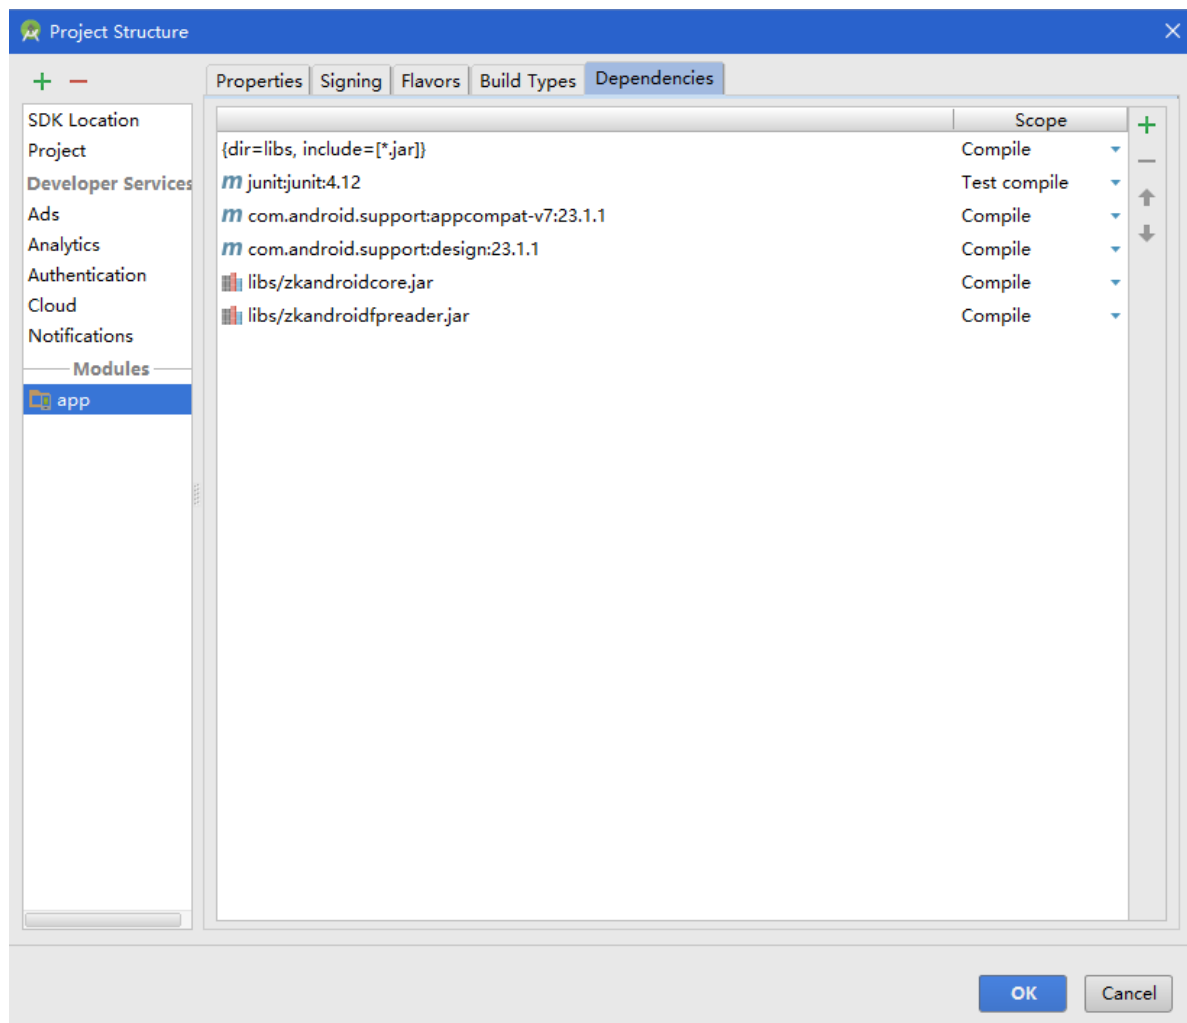 Project Structure
Properties Signing Flavors Build Types Dependencies
SDK Location
Project
Developer Services
Ads
Analytics
Authentication
Cloud
Notifications
Modules
app
Scope
{dir=libs, include=[*.jar]} Compile
m junit:junit:4.12 Test compile
m com.android.support:appcompat-v7:23.1.1 Compile
m com.android.support:design:23.1.1 Compile
libs/zkandroidcore.jar Compile
libs/zkandroidfpreader.jar Compile
OK Cancel